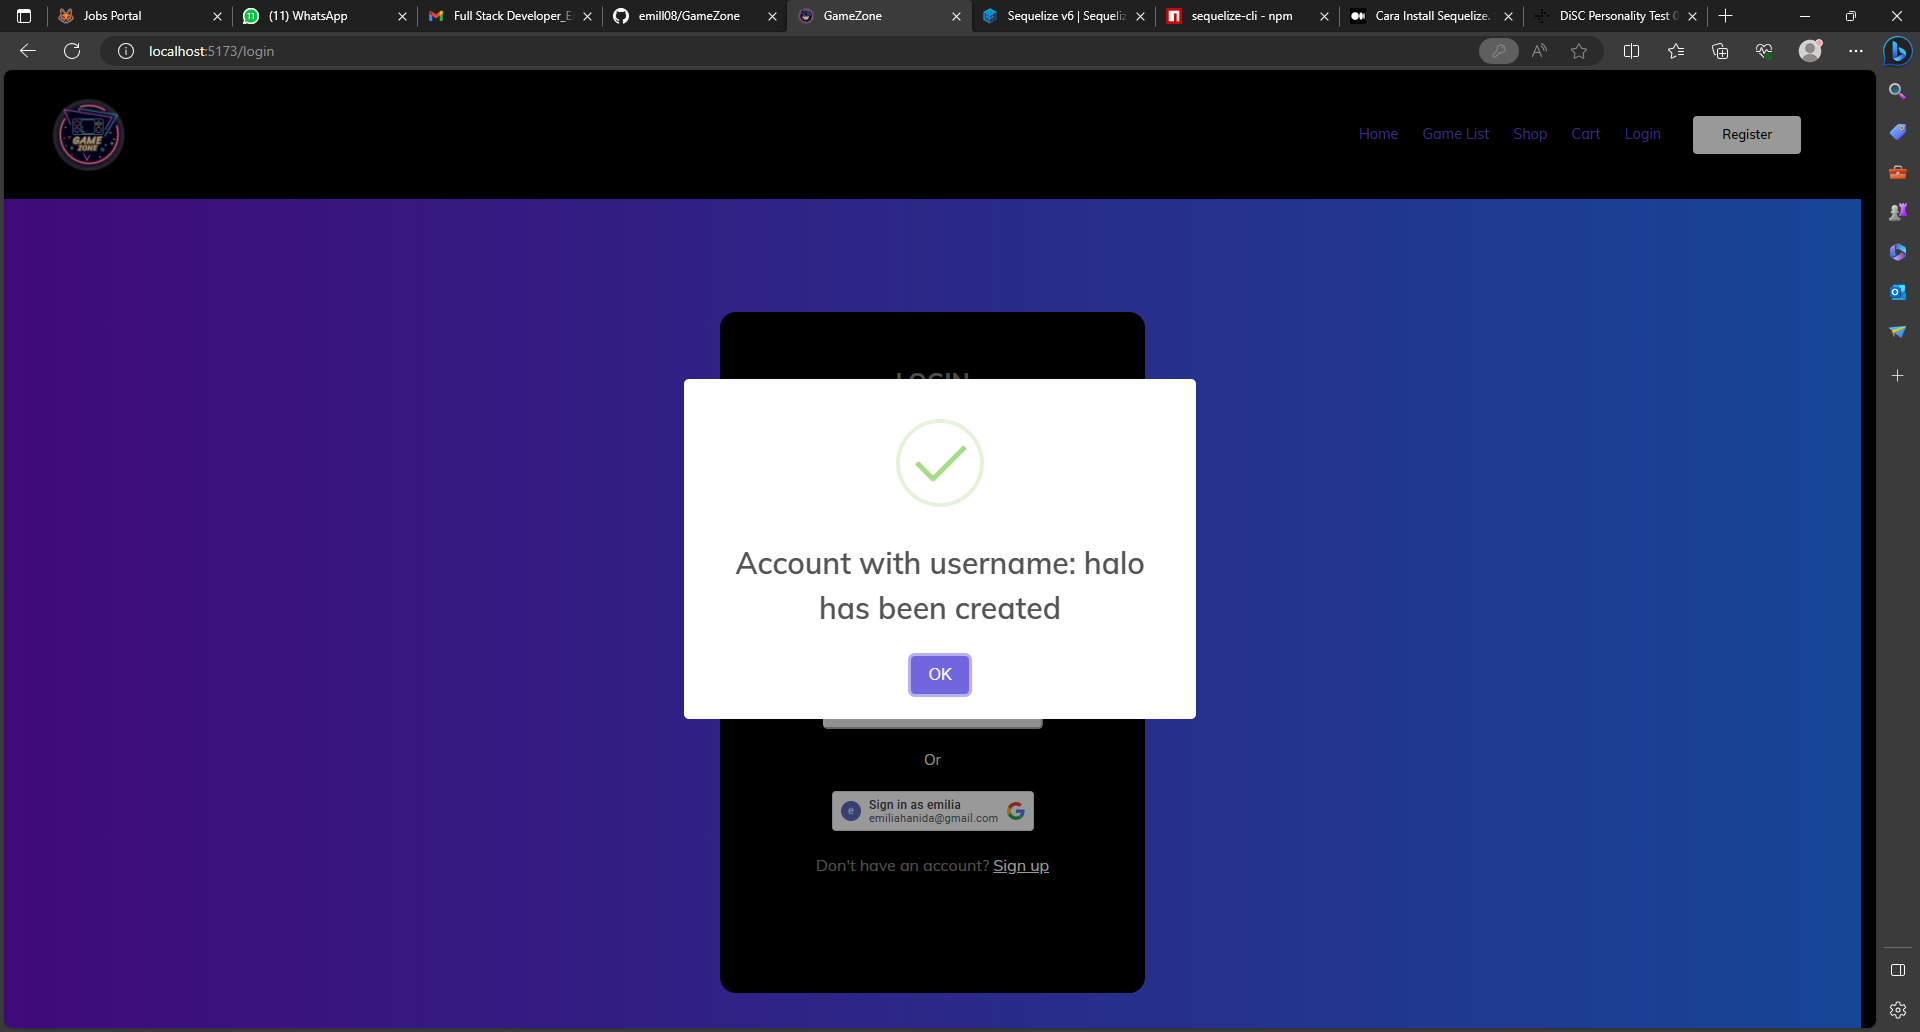 Jobs Portal
(11) WhatsApp
Full Stack Developer_E
emill08/GameZone
GameZone
Sequelize v6 | Sequeliz
sequelize-cli - npm
Cara Install Sequelize.
DiSC Personality Test
localhost:5173/login
GAME
ZONE
Home
Game List
Shop
Cart
Login
Register
LOGIN
Account with username: halo
has been created
OK
Or
e
Sign in as emilia
emiliahanida@gmail.com
Don't have an account? Sign up